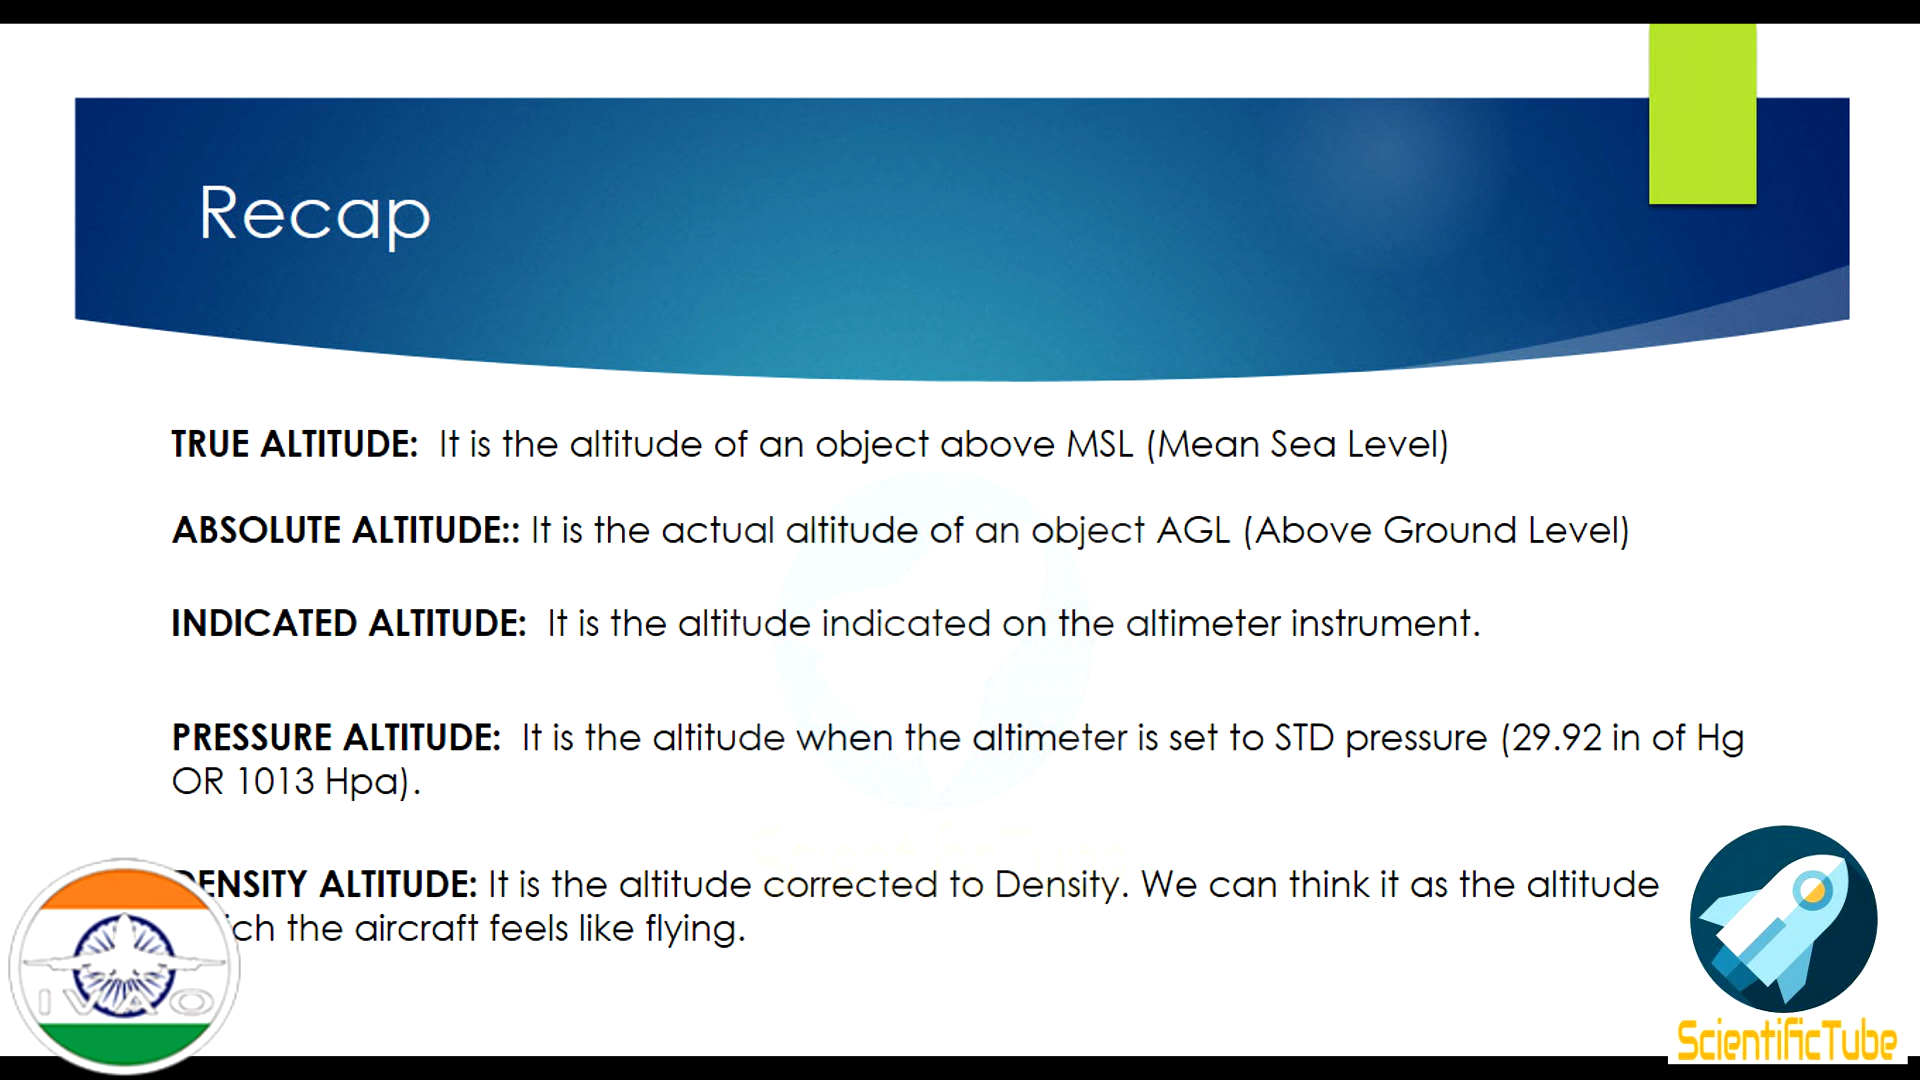 Recap
TRUE ALTITUDE: It is the altitude of an object above MSL (Mean Sea Level)
ABSOLUTE ALTITUDE:: It is the actual altitude of an object AGL (Above Ground Level)
INDICATED ALTITUDE: It is the altitude indicated on the altimeter instrument.
PRESSURE ALTITUDE: It is the altitude when the altimeter is set to STD pressure (29.92 in of Hg
OR 1013 Hpa).
DENSITY ALTITUDE: It is the altitude corrected to Density. We can think it as the altitude
the aircraft feels like flying.
IVAO
ScientificTube